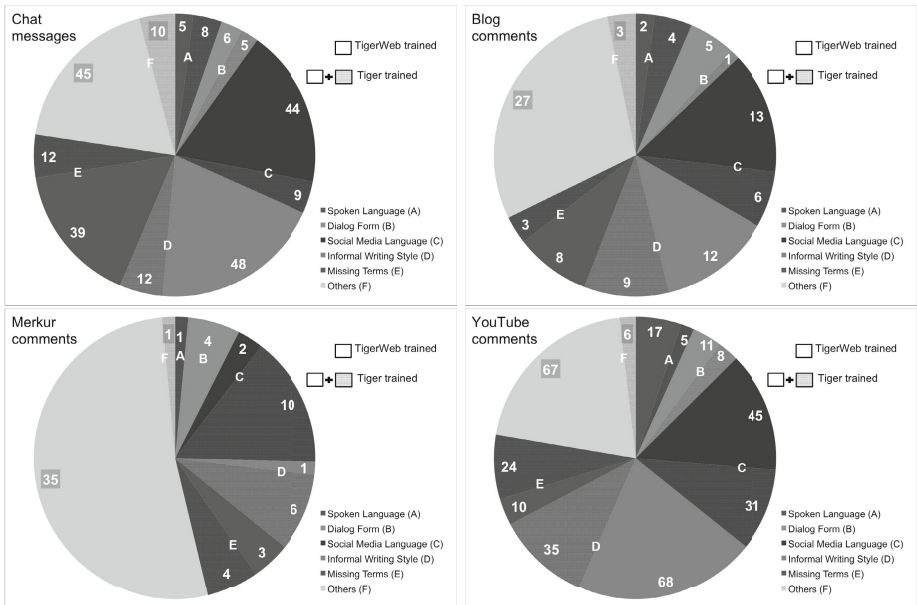 Chat
messages
5
8
6
5
10
A
B
F
45
44
C
9
12
E
39
D
12
48
TigerWeb trained
+ Tiger trained
Spoken Language (A)
Dialog Form (B)
Social Media Language (C)
Informal Writing Style (D)
Missing Terms (E)
Others (F)
Blog
comments
3
2
4
5
1
F
A
B
27
13
C
6
3
E
8
D
9
12
TigerWeb trained
+ Tiger trained
Spoken Language (A)
Dialog Form (B)
Social Media Language (C)
Informal Writing Style (D)
Missing Terms (E)
Others (F)
Merkur
comments
1
1
4
2
F
A
B
C
10
35
1
D
6
E
3
4
TigerWeb trained
+ Tiger trained
Spoken Language (A)
Dialog Form (B)
Social Media Language (C)
Informal Writing Style (D)
Missing Terms (E)
Others (F)
YouTube
comments
6
17
5
11
8
F
A
B
67
45
C
24
E
10
31
35
D
68
TigerWeb trained
+ Tiger trained
Spoken Language (A)
Dialog Form (B)
Social Media Language (C)
Informal Writing Style (D)
Missing Terms (E)
Others (F)